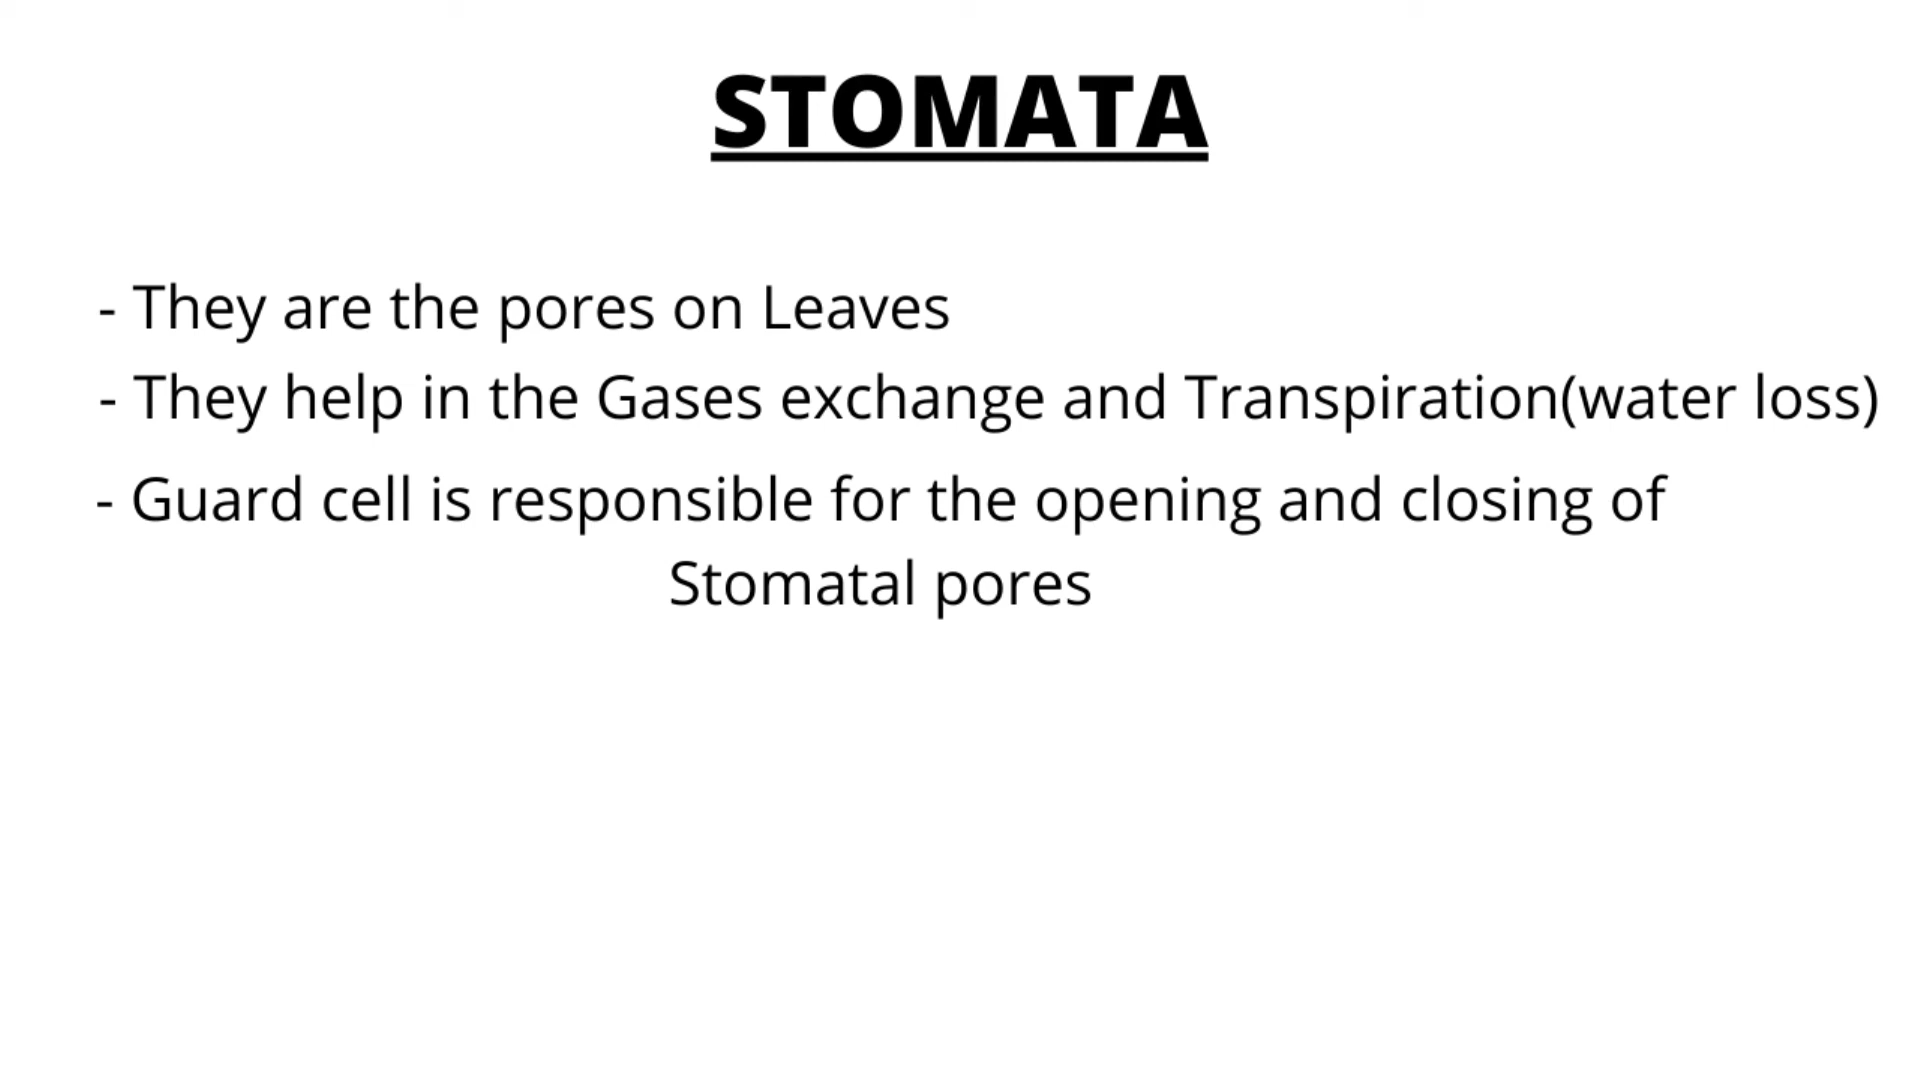 STOMATA
- They are the pores on Leaves
- They help in the Gases exchange and Transpiration(water loss)
- Guard cell is responsible for the opening and closing of
Stomatal pores